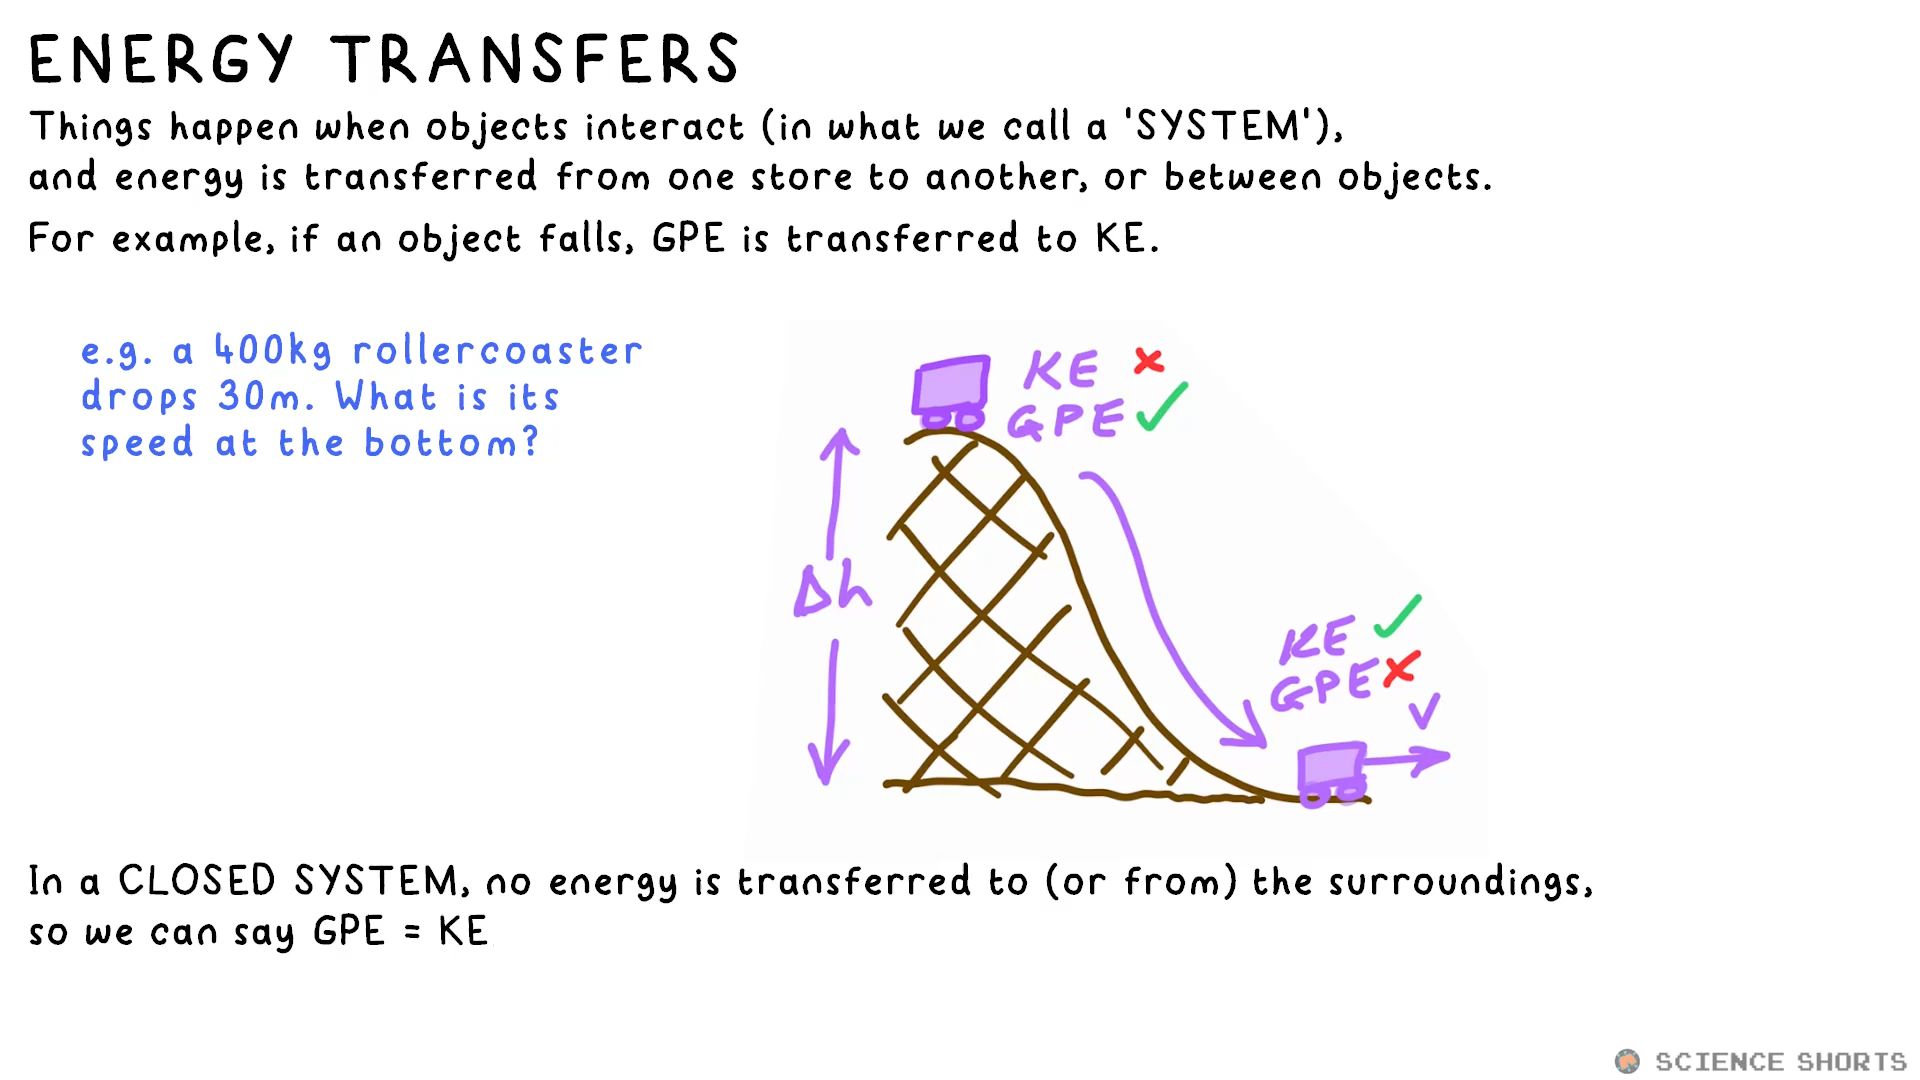 ENERGY TRANSFERS
Things happen when objects interact (in what we call a 'SYSTEM'),
and energy is transferred from one store to another, or between objects.
For example, if an object falls, GPE is transferred to KE.
e.g. a 400kg rollercoaster
drops 30m. What is its
speed at the bottom?
KE ✗
GPE ✓
Δh
KE ✓
GPE ✗
v
In a CLOSED SYSTEM, no energy is transferred to (or from) the surroundings,
so we can say GPE = KE
SCIENCE SHORTS